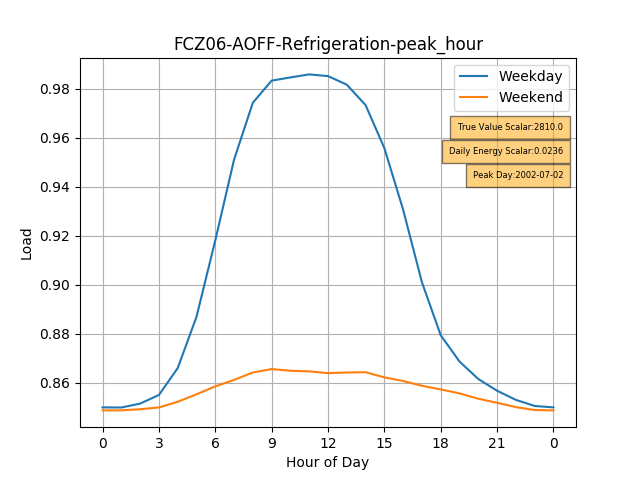 FCZ06-AOFF-Refrigeration-peak_hour
Weekday
Weekend
True Value Scalar:2810.0
Daily Energy Scalar:0.0236
Peak Day:2002-07-02
Load
0.98
0.96
0.94
0.92
0.90
0.88
0.86
0 3 6 9 12 15 18 21 0
Hour of Day